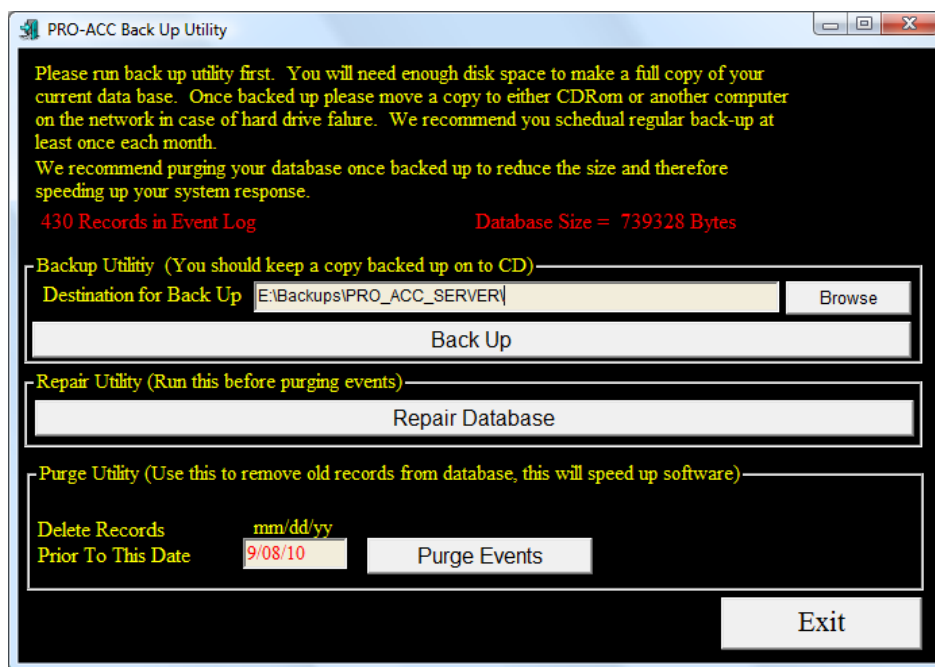 PRO-ACC Back Up Utility
Please run back up utility first.  You will need enough disk space to make a full copy of your
current data base.  Once backed up please move a copy to either CDRom or another computer
on the network in case of hard drive falure.  We recommend you schedual regular back-up at
least once each month.
We recommend purging your database once backed up to reduce the size and therefore
speeding up your system response.
430 Records in Event Log    Database Size =  739328 Bytes
Backup Utilitiy  (You should keep a copy backed up on to CD)
Destination for Back Up    E:\Backups\PRO_ACC_SERVER\    Browse
Back Up
Repair Utility (Run this before purging events)
Repair Database
Purge Utility (Use this to remove old records from database, this will speed up software)
Delete Records    mm/dd/yy
Prior To This Date    9/08/10    Purge Events
Exit